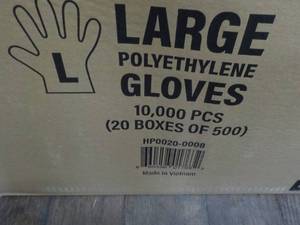 LARGE
L
POLYETHYLENE
GLOVES
10,000 PCS
(20 BOXES OF 500)
HP0020-0008
Made in Vietnam